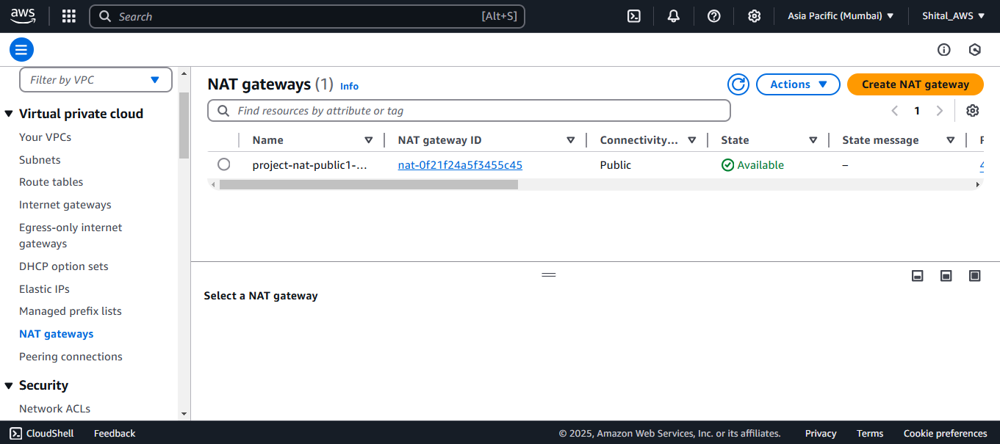 aws
Search [Alt+S]
Asia Pacific (Mumbai)
Shital_AWS
Filter by VPC
Virtual private cloud
Your VPCs
Subnets
Route tables
Internet gateways
Egress-only internet
gateways
DHCP option sets
Elastic IPs
Managed prefix lists
NAT gateways
Peering connections
Security
Network ACLs
NAT gateways (1) Info
Actions
Create NAT gateway
Find resources by attribute or tag
1
Name NAT gateway ID Connectivity... State State message
project-nat-public1-... nat-0f21f24a5f3455c45 Public Available –
Select a NAT gateway
CloudShell Feedback © 2025, Amazon Web Services, Inc. or its affiliates. Privacy Terms Cookie preferences